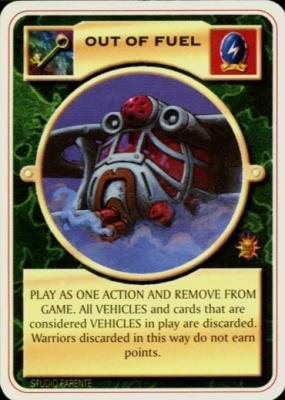 OUT OF FUEL
PLAY AS ONE ACTION AND REMOVE FROM
GAME. All VEHICLES and cards that are
considered VEHICLES in play are discarded.
Warriors discarded in this way do not earn
points.
STUDIO PARENTE